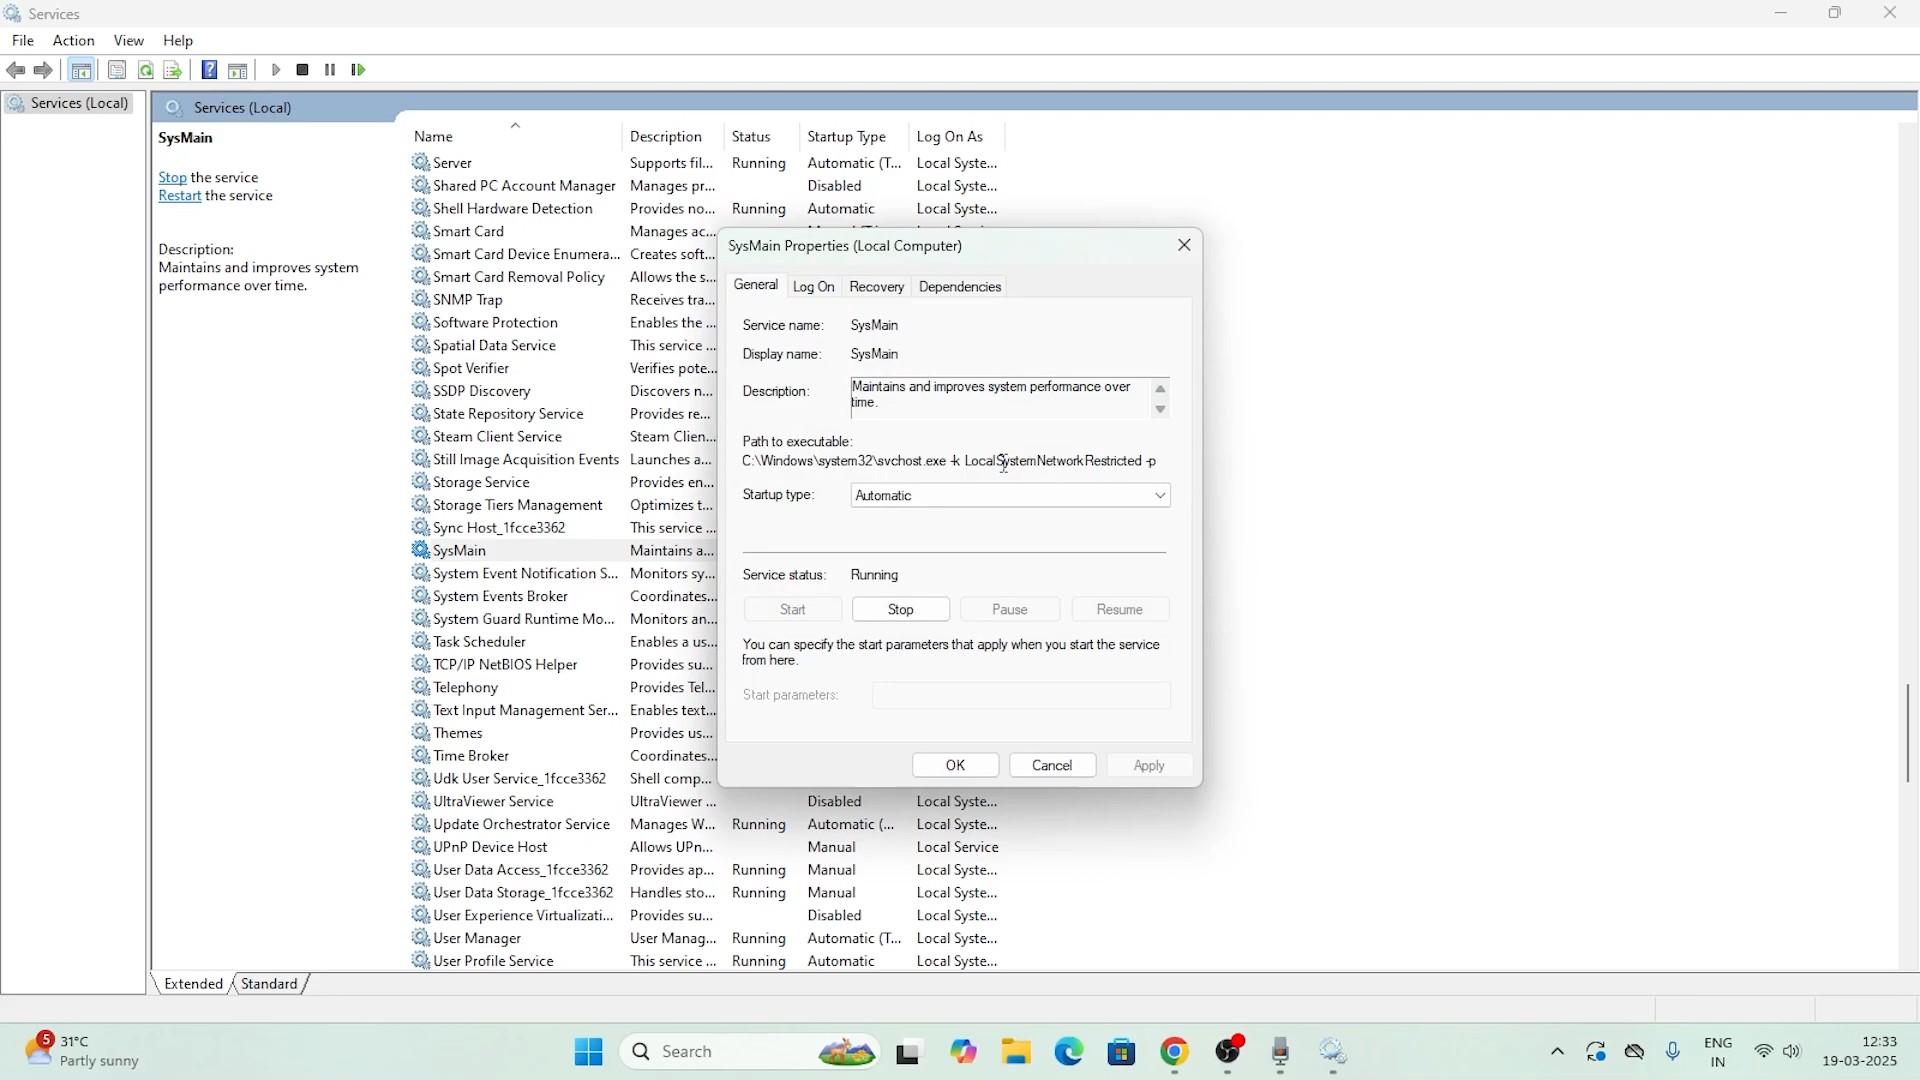 Services
File Action View Help
Services (Local)
Services (Local)
SysMain
Stop the service
Restart the service
Description:
Maintains and improves system
performance over time.
Name Description Status Startup Type Log On As
Server Supports fil... Running Automatic (T... Local Syste...
Shared PC Account Manager Manages pr... Disabled Local Syste...
Shell Hardware Detection Provides no... Running Automatic Local Syste...
Smart Card Manages ac...
Smart Card Device Enumera... Creates soft...
Smart Card Removal Policy Allows the s...
SNMP Trap Receives tra...
Software Protection Enables the ...
Spatial Data Service This service ...
Spot Verifier Verifies pote...
SSDP Discovery Discovers n...
State Repository Service Provides re...
Steam Client Service Steam Clien...
Still Image Acquisition Events Launches a...
Storage Service Provides en...
Storage Tiers Management Optimizes t...
Sync Host_1fcce3362 This service ...
SysMain Maintains a...
System Event Notification S... Monitors sy...
System Events Broker Coordinates...
System Guard Runtime Mo... Monitors an...
Task Scheduler Enables a us...
TCP/IP NetBIOS Helper Provides su...
Telephony Provides Tel...
Text Input Management Ser... Enables text...
Themes Provides us...
Time Broker Coordinates...
Udk User Service_1fcce3362 Shell comp...
UltraViewer Service UltraViewer ... Disabled Local Syste...
Update Orchestrator Service Manages W... Running Automatic (... Local Syste...
UPnP Device Host Allows UPn... Manual Local Service
User Data Access_1fcce3362 Provides ap... Running Manual Local Syste...
User Data Storage_1fcce3362 Handles sto... Running Manual Local Syste...
User Experience Virtualizati... Provides su... Disabled Local Syste...
User Manager User Manag... Running Automatic (T... Local Syste...
User Profile Service This service ... Running Automatic Local Syste...
SysMain Properties (Local Computer)
General Log On Recovery Dependencies
Service name: SysMain
Display name: SysMain
Description: Maintains and improves system performance over
time.
Path to executable:
C:\Windows\system32\svchost.exe -k LocalSystemNetworkRestricted -p
Startup type: Automatic
Service status: Running
Start Stop Pause Resume
You can specify the start parameters that apply when you start the service
from here.
Start parameters:
OK Cancel Apply
Extended Standard
5 31°C
Partly sunny
Search
ENG
IN
12:33
19-03-2025